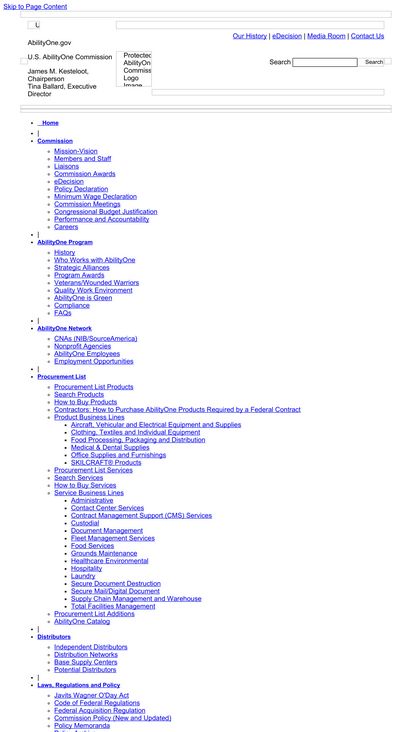 Skip to Page Content
U
Our History | eDecision | Media Room | Contact Us
AbilityOne.gov
U.S. AbilityOne Commission
James M. Kesteloot,
Chairperson
Tina Ballard, Executive
Director
Protected
AbilityOn
Commiss
Logo
Image
Search
Search
Home
|
Commission
Mission-Vision
Members and Staff
Liaisons
Commission Awards
eDecision
Policy Declaration
Minimum Wage Declaration
Commission Meetings
Congressional Budget Justification
Performance and Accountability
Careers
|
AbilityOne Program
History
Who Works with AbilityOne
Strategic Alliances
Program Awards
Veterans/Wounded Warriors
Quality Work Environment
AbilityOne is Green
Compliance
FAQs
|
AbilityOne Network
CNAs (NIB/SourceAmerica)
Nonprofit Agencies
AbilityOne Employees
Employment Opportunities
|
Procurement List
Procurement List Products
Search Products
How to Buy Products
Contractors: How to Purchase AbilityOne Products Required by a Federal Contract
Product Business Lines
Aircraft, Vehicular and Electrical Equipment and Supplies
Clothing, Textiles and Individual Equipment
Food Processing, Packaging and Distribution
Medical & Dental Supplies
Office Supplies and Furnishings
SKILCRAFT® Products
Procurement List Services
Search Services
How to Buy Services
Service Business Lines
Administrative
Contact Center Services
Contract Management Support (CMS) Services
Custodial
Document Management
Fleet Management Services
Food Services
Grounds Maintenance
Healthcare Environmental
Hospitality
Laundry
Secure Document Destruction
Secure Mail/Digital Document
Supply Chain Management and Warehouse
Total Facilities Management
Procurement List Additions
AbilityOne Catalog
|
Distributors
Independent Distributors
Distribution Networks
Base Supply Centers
Potential Distributors
|
Laws, Regulations and Policy
Javits Wagner O'Day Act
Code of Federal Regulations
Federal Acquisition Regulation
Commission Policy (New and Updated)
Policy Memoranda